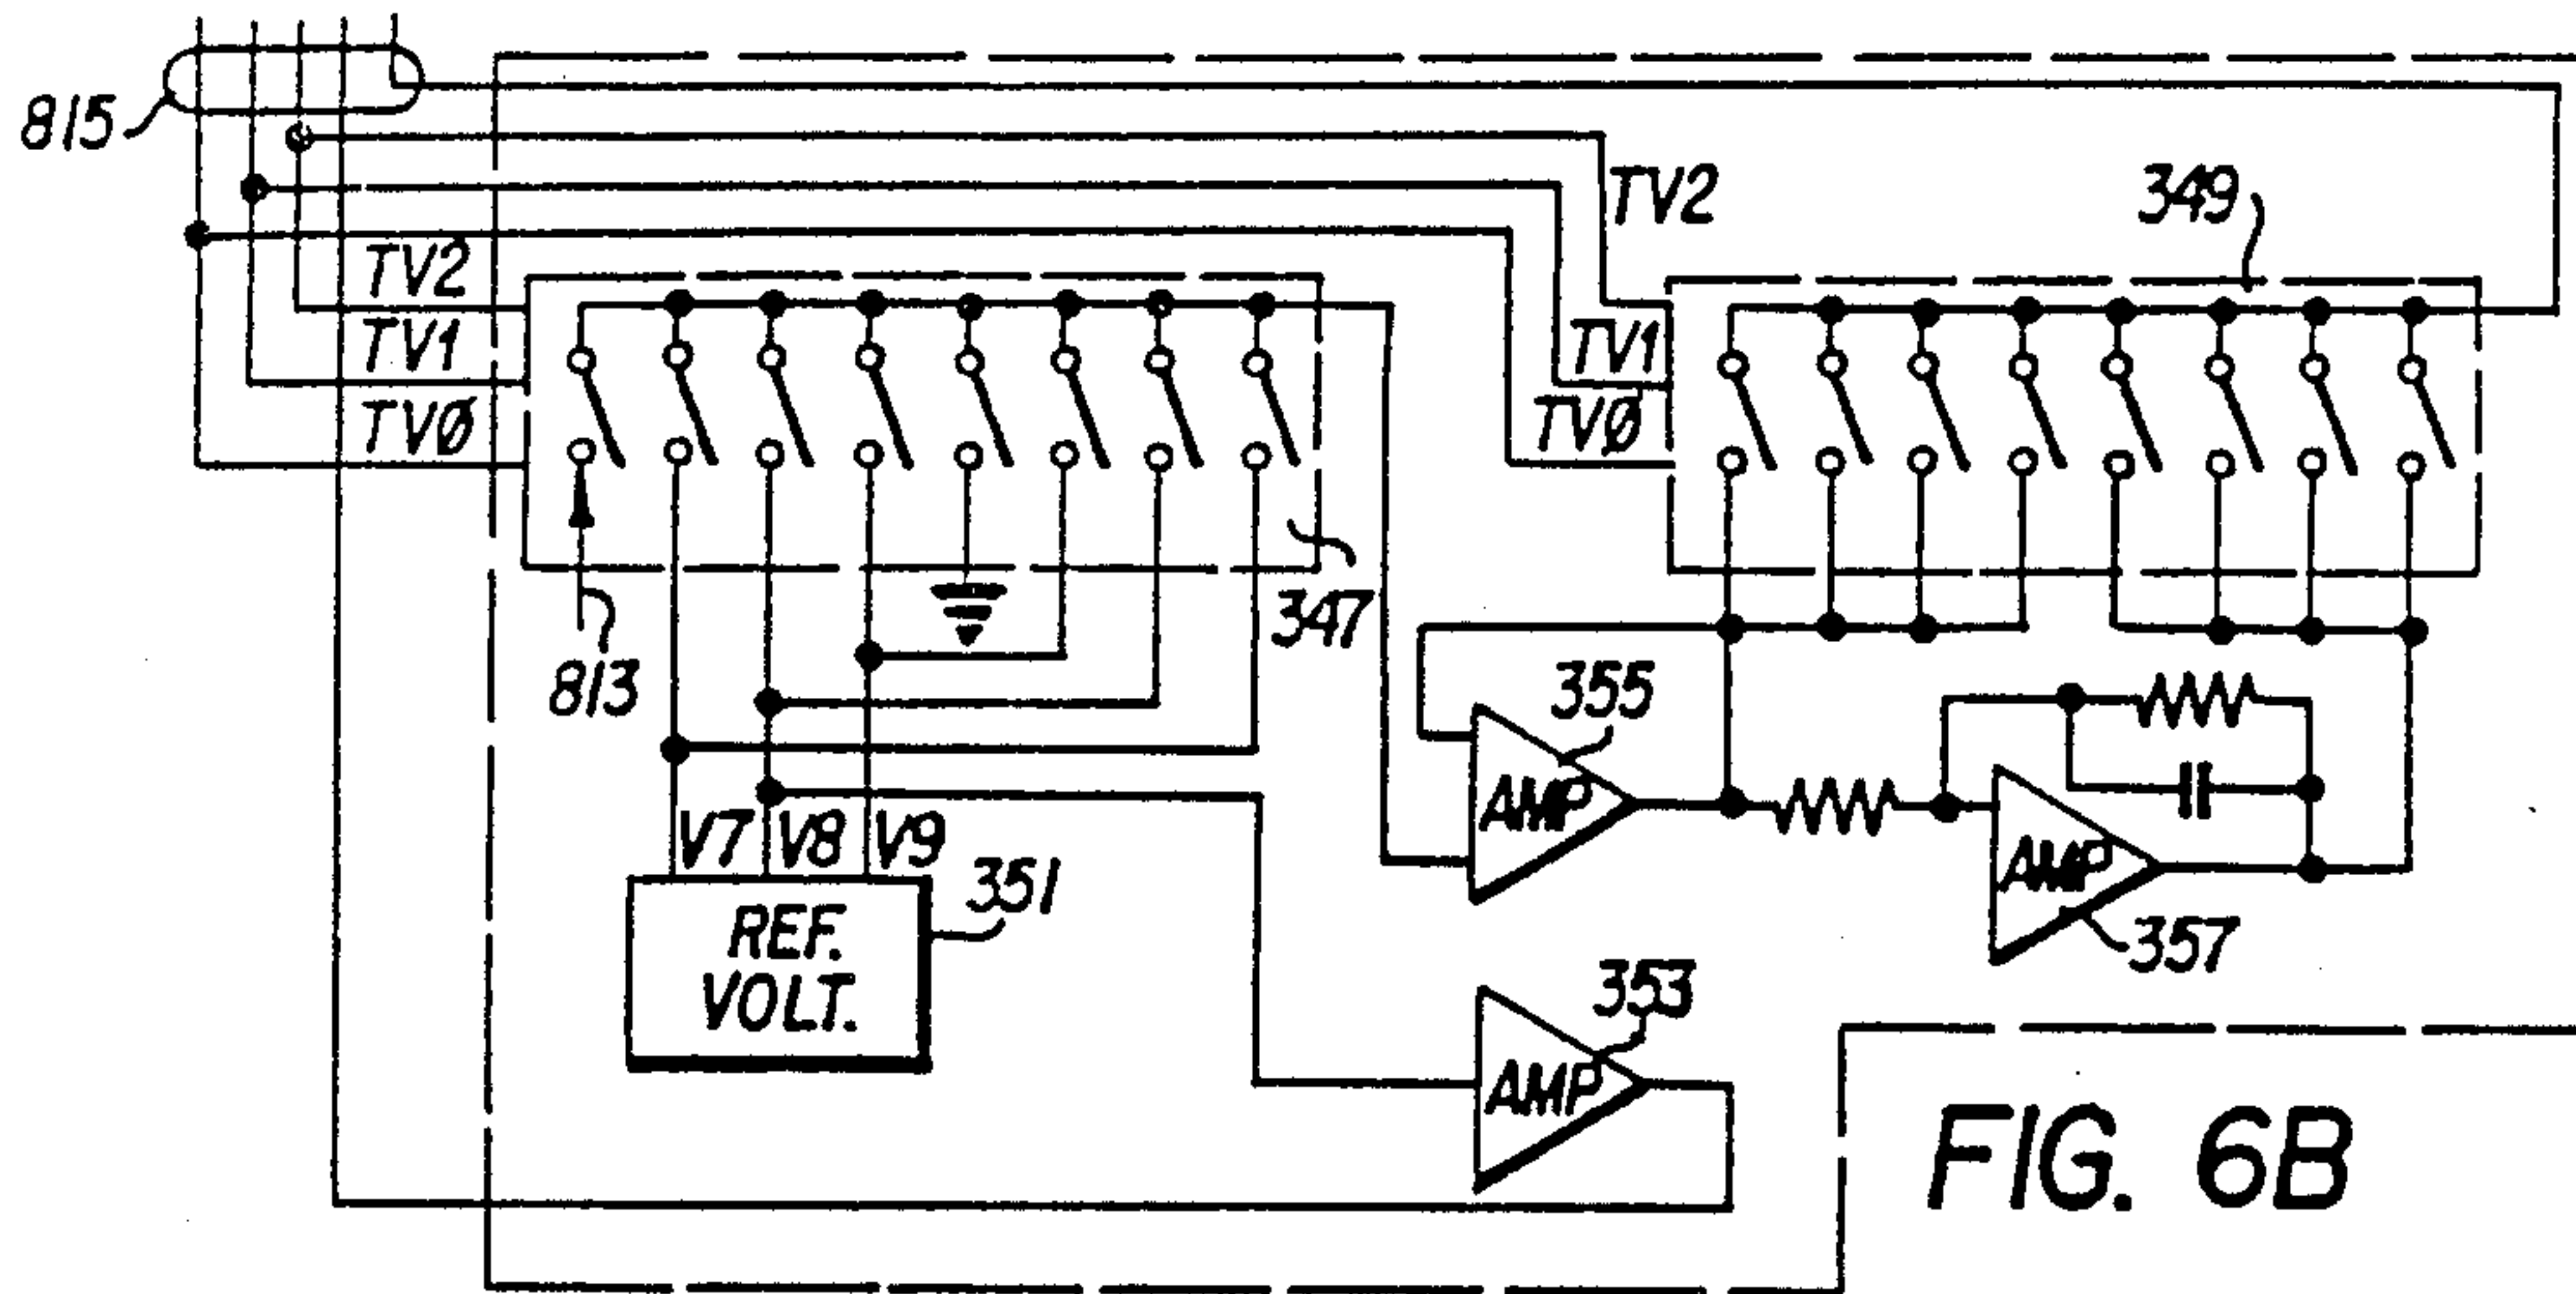 815
TV2
349
TV2
TV1
TV1
TVØ
TVØ
347
813
355
AMP
V7 V8 V9
351
AMP
REF.
VOLT.
357
353
AMP
FIG. 6B